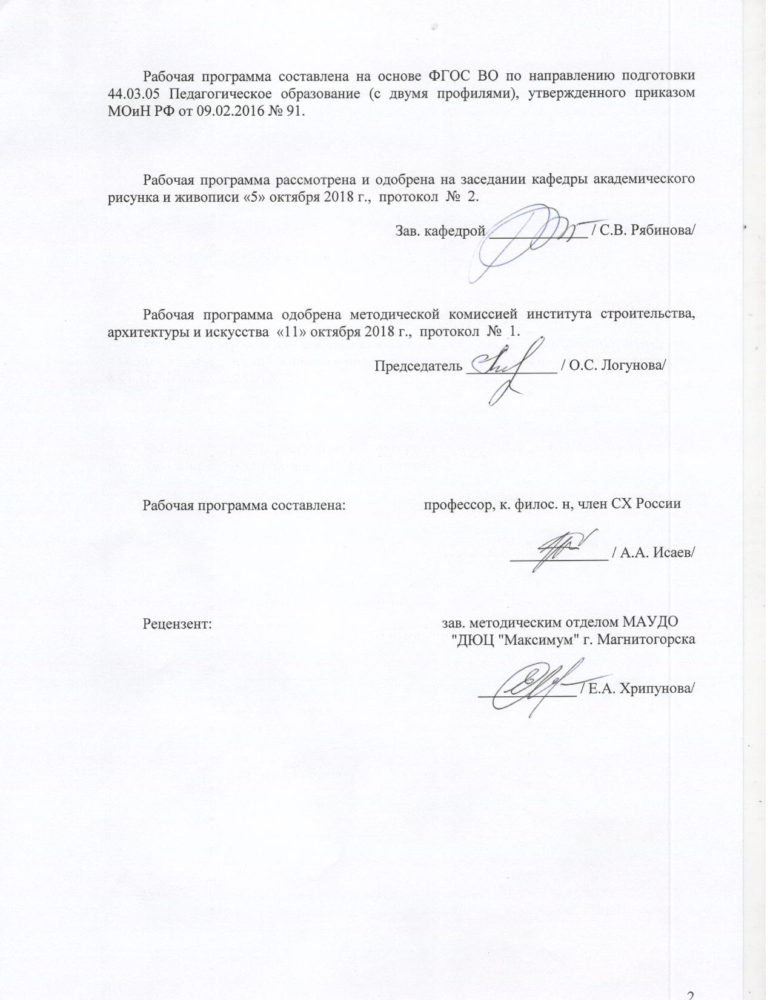 Рабочая программа составлена на основе ФГОС ВО по направлению подготовки
44.03.05 Педагогическое образование (с двумя профилями), утвержденного приказом
МОиН РФ от 09.02.2016 № 91.
Рабочая программа рассмотрена и одобрена на заседании кафедры академического
рисунка и живописи «5» октября 2018 г., протокол № 2.
Зав. кафедрой _____________ / С.В. Рябинова/
Рабочая программа одобрена методической комиссией института строительства,
архитектуры и искусства «11» октября 2018 г., протокол № 1.
Председатель ____________ / О.С. Логунова/
Рабочая программа составлена: профессор, к. филос. н, член СХ России
_____________ / А.А. Исаев/
Рецензент: зав. методическим отделом МАУДО
"ДЮЦ "Максимум" г. Магнитогорска
_____________ / Е.А. Хрипунова/
2